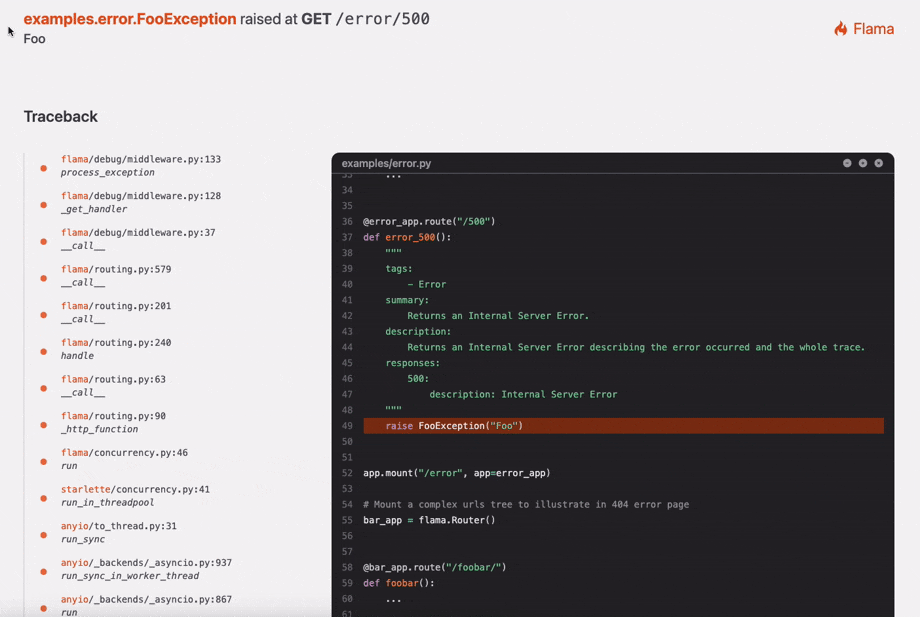 examples.error.FooException raised at GET /error/500
Foo
Flama
Traceback
flama/debug/middleware.py:133
process_exception
flama/debug/middleware.py:128
_get_handler
flama/debug/middleware.py:37
__call__
flama/routing.py:579
__call__
flama/routing.py:201
__call__
flama/routing.py:240
handle
flama/routing.py:63
__call__
flama/routing.py:90
_http_function
flama/concurrency.py:46
run
starlette/concurrency.py:41
run_in_threadpool
anyio/to_thread.py:31
run_sync
anyio/_backends/_asyncio.py:937
run_sync_in_worker_thread
anyio/_backends/_asyncio.py:867
run
examples/error.py
33 ...
34
35
36 @error_app.route("/500")
37 def error_500():
38 """
39 tags:
40 - Error
41 summary:
42 Returns an Internal Server Error.
43 description:
44 Returns an Internal Server Error describing the error occurred and the whole trace.
45 responses:
46 500:
47 description: Internal Server Error
48 """
49 raise FooException("Foo")
50
51
52 app.mount("/error", app=error_app)
53
54 # Mount a complex urls tree to illustrate in 404 error page
55 bar_app = flama.Router()
56
57
58 @bar_app.route("/foobar/")
59 def foobar():
60 ...
61